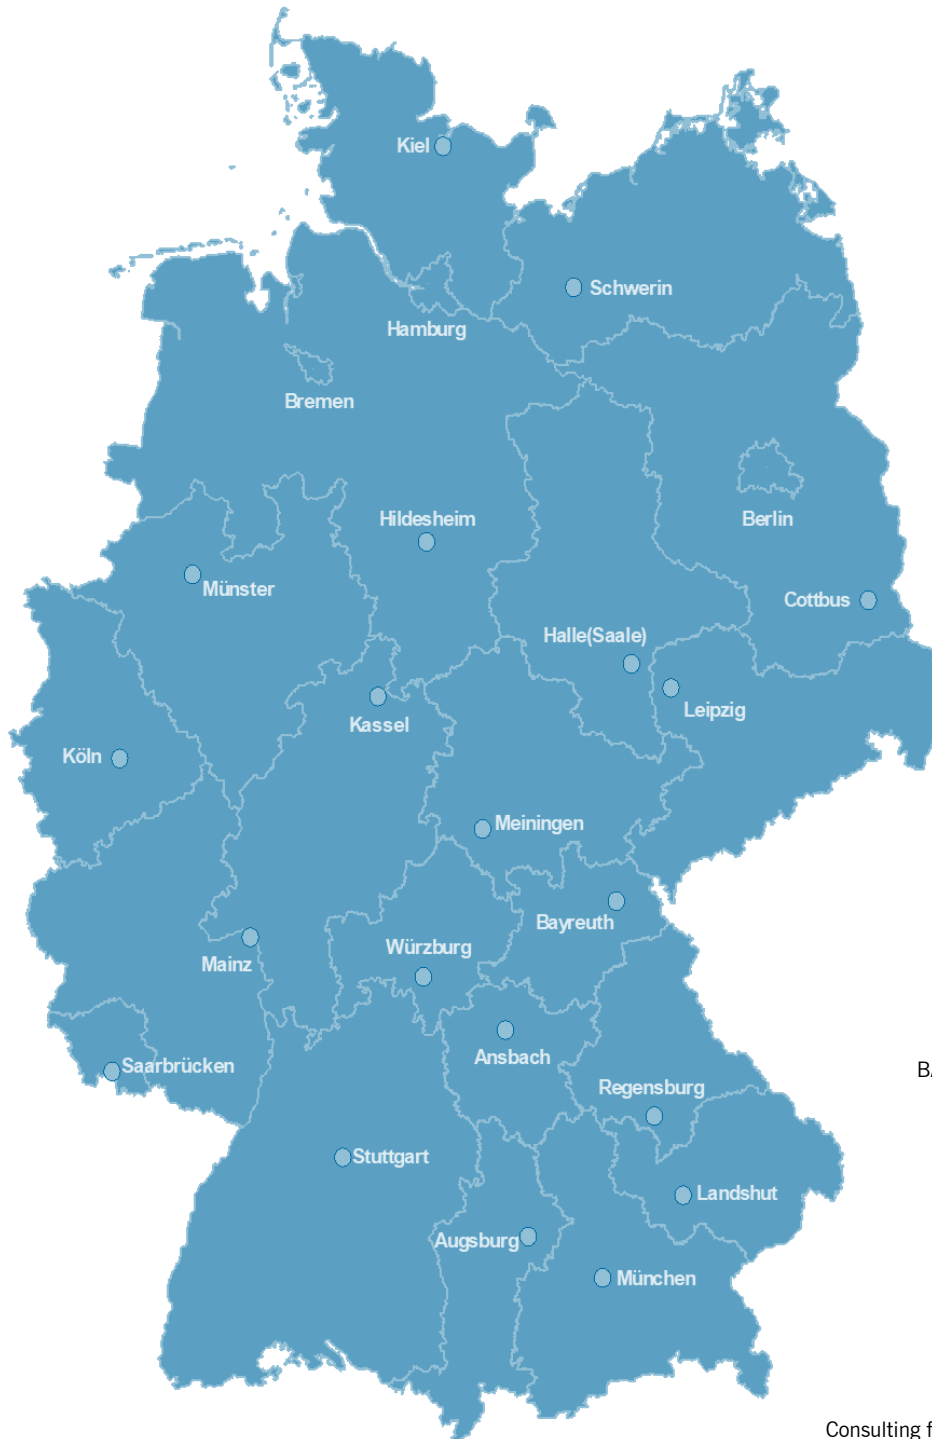 Kiel
Schwerin
Hamburg
Bremen
Hildesheim
Berlin
Münster
Cottbus
Halle(Saale)
Leipzig
Kassel
Köln
Meiningen
Bayreuth
Würzburg
Mainz
Ansbach
Saarbrücken
Regensburg
Stuttgart
Landshut
Augsburg
München
Consulting f